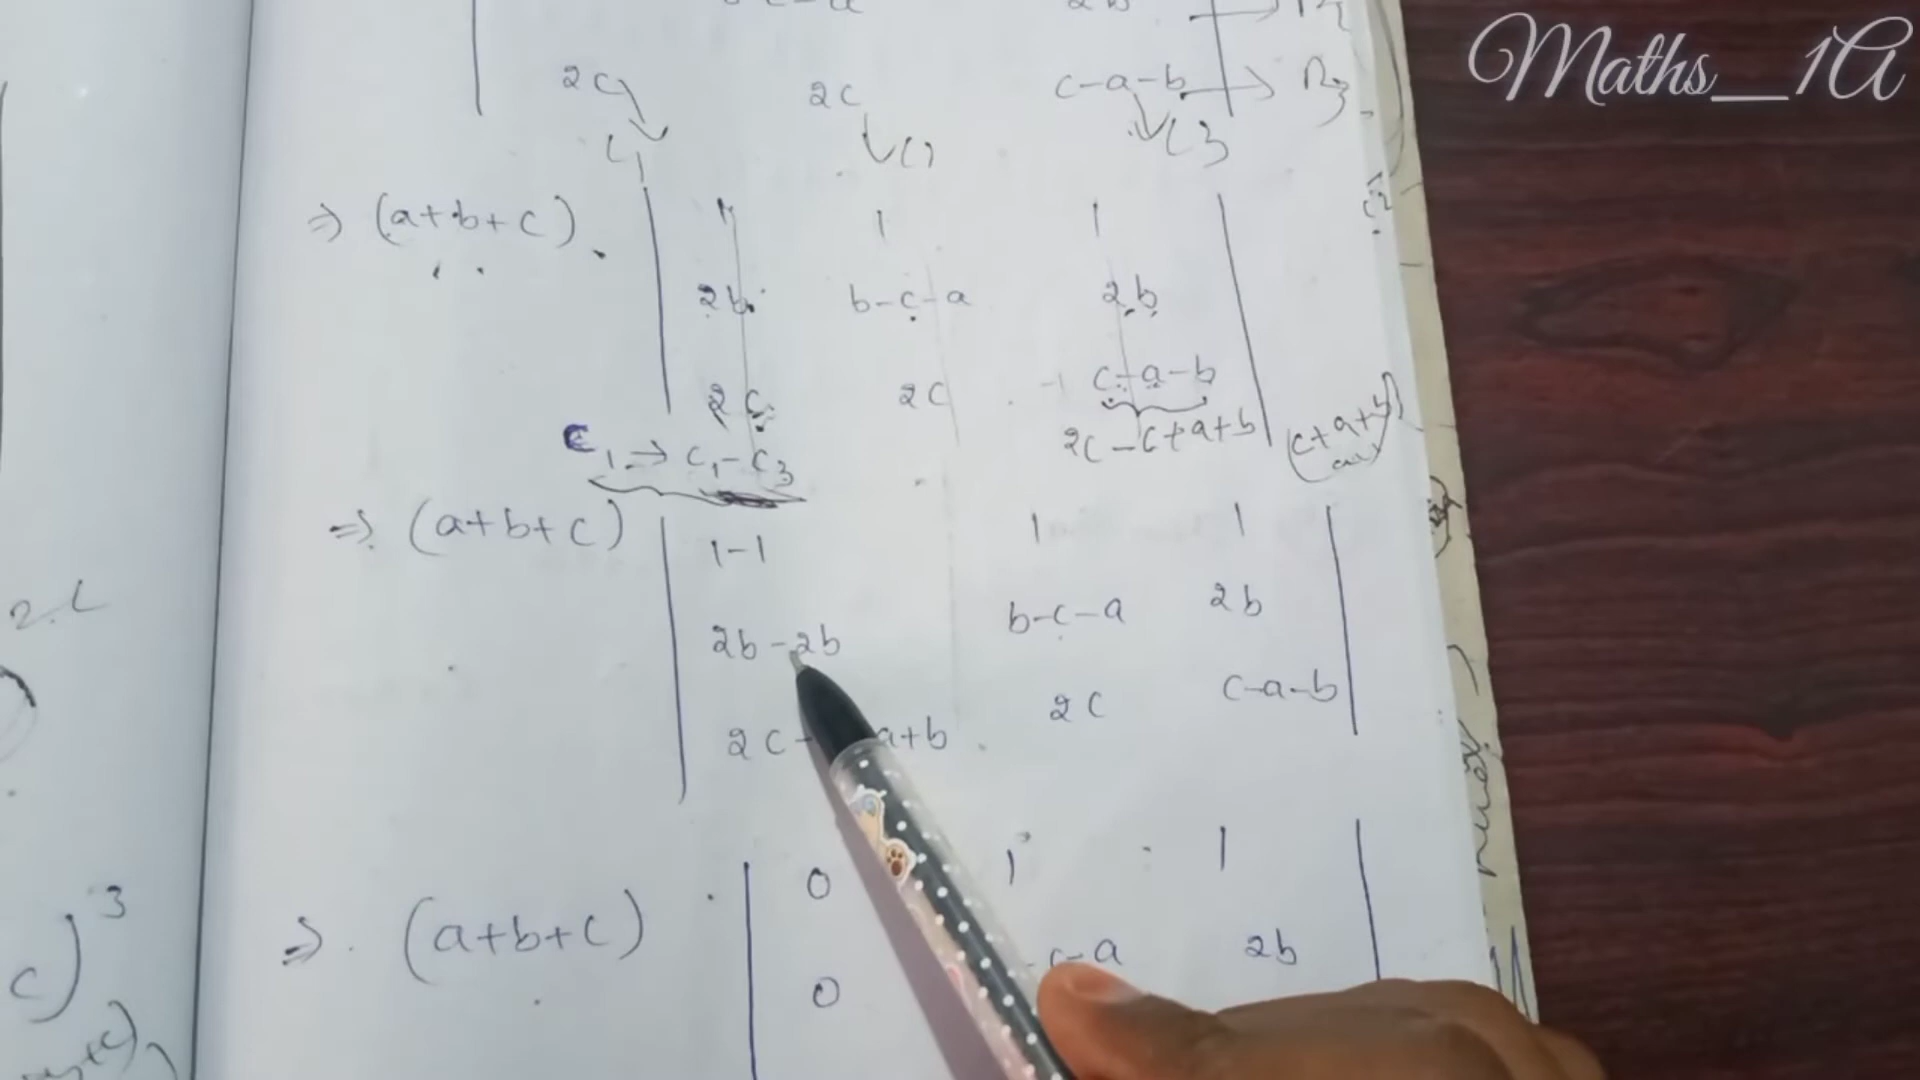 Maths_1A
2c 2c c-a-b → R3
C1 C3
⇒ (a+b+c) | 1 1 1 |
2b b-c-a 2b
2c 2c c-a-b
2c-c+a+b (c+a+b)
C1 → C1-C3
⇒ (a+b+c) | 1-1 1 1 |
2b-2b b-c-a 2b
2c- a+b 2c c-a-b
⇒ (a+b+c) | 0 1 1 |
0 -c-a 2b
c)³